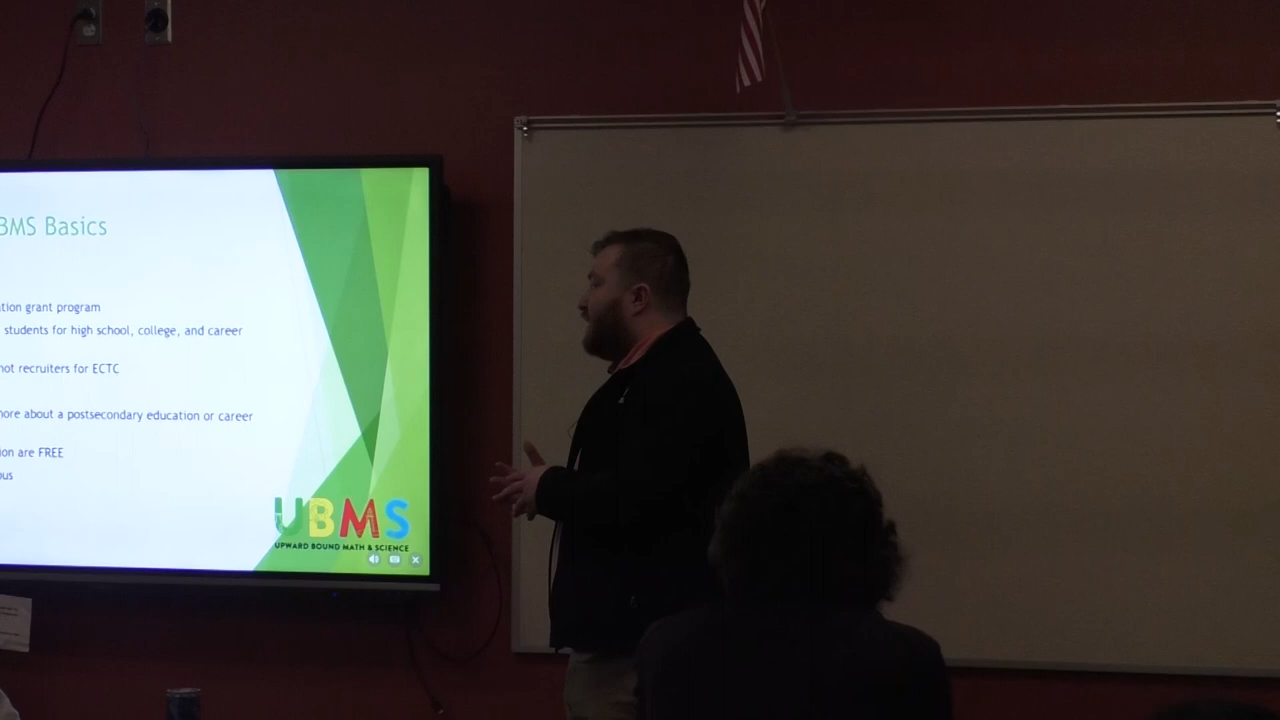 BMS Basics
tion grant program
students for high school, college, and career
not recruiters for ECTC
more about a postsecondary education or career
ion are FREE
ous
UBMS
UPWARD BOUND MATH & SCIENCE